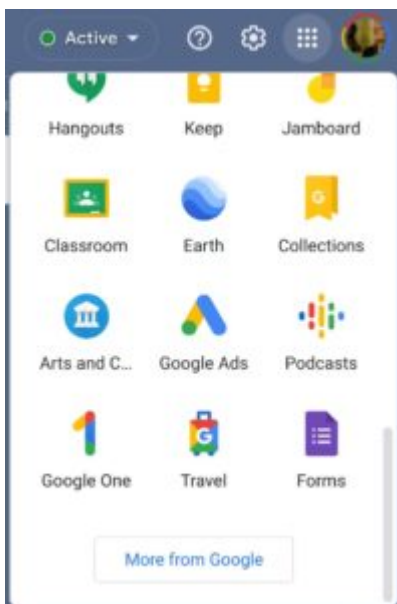 Active
Hangouts Keep Jamboard
Classroom Earth Collections
Arts and C... Google Ads Podcasts
Google One Travel Forms
More from Google